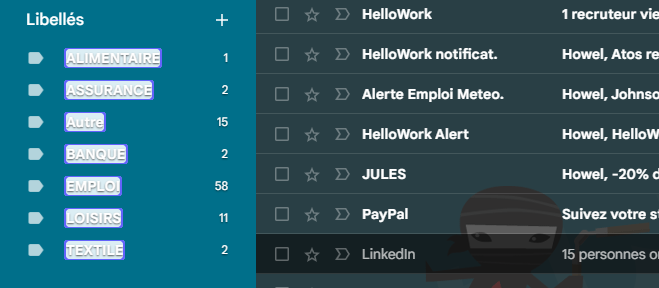 Libellés
ALIMENTAIRE 1
ASSURANCE 2
Autre 15
BANQUE 2
EMPLOI 58
LOISIRS 11
TEXTILE 2
HelloWork 1 recruteur vie
HelloWork notificat. Howel, Atos re
Alerte Emploi Meteo. Howel, Johnso
HelloWork Alert Howel, HelloW
JULES Howel, -20% d
PayPal Suivez votre s
LinkedIn 15 personnes o